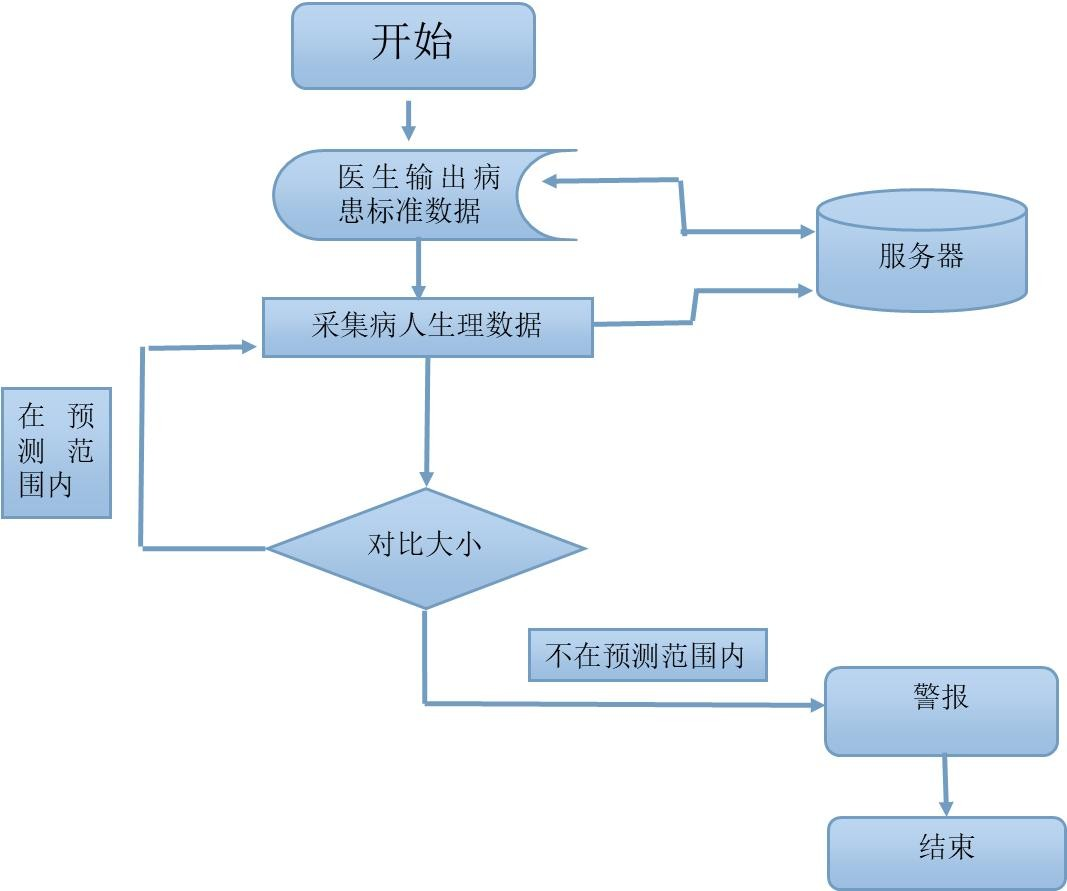 开始
医生输出病
患标准数据
服务器
采集病人生理数据
在预
测范
围内
对比大小
不在预测范围内
警报
结束